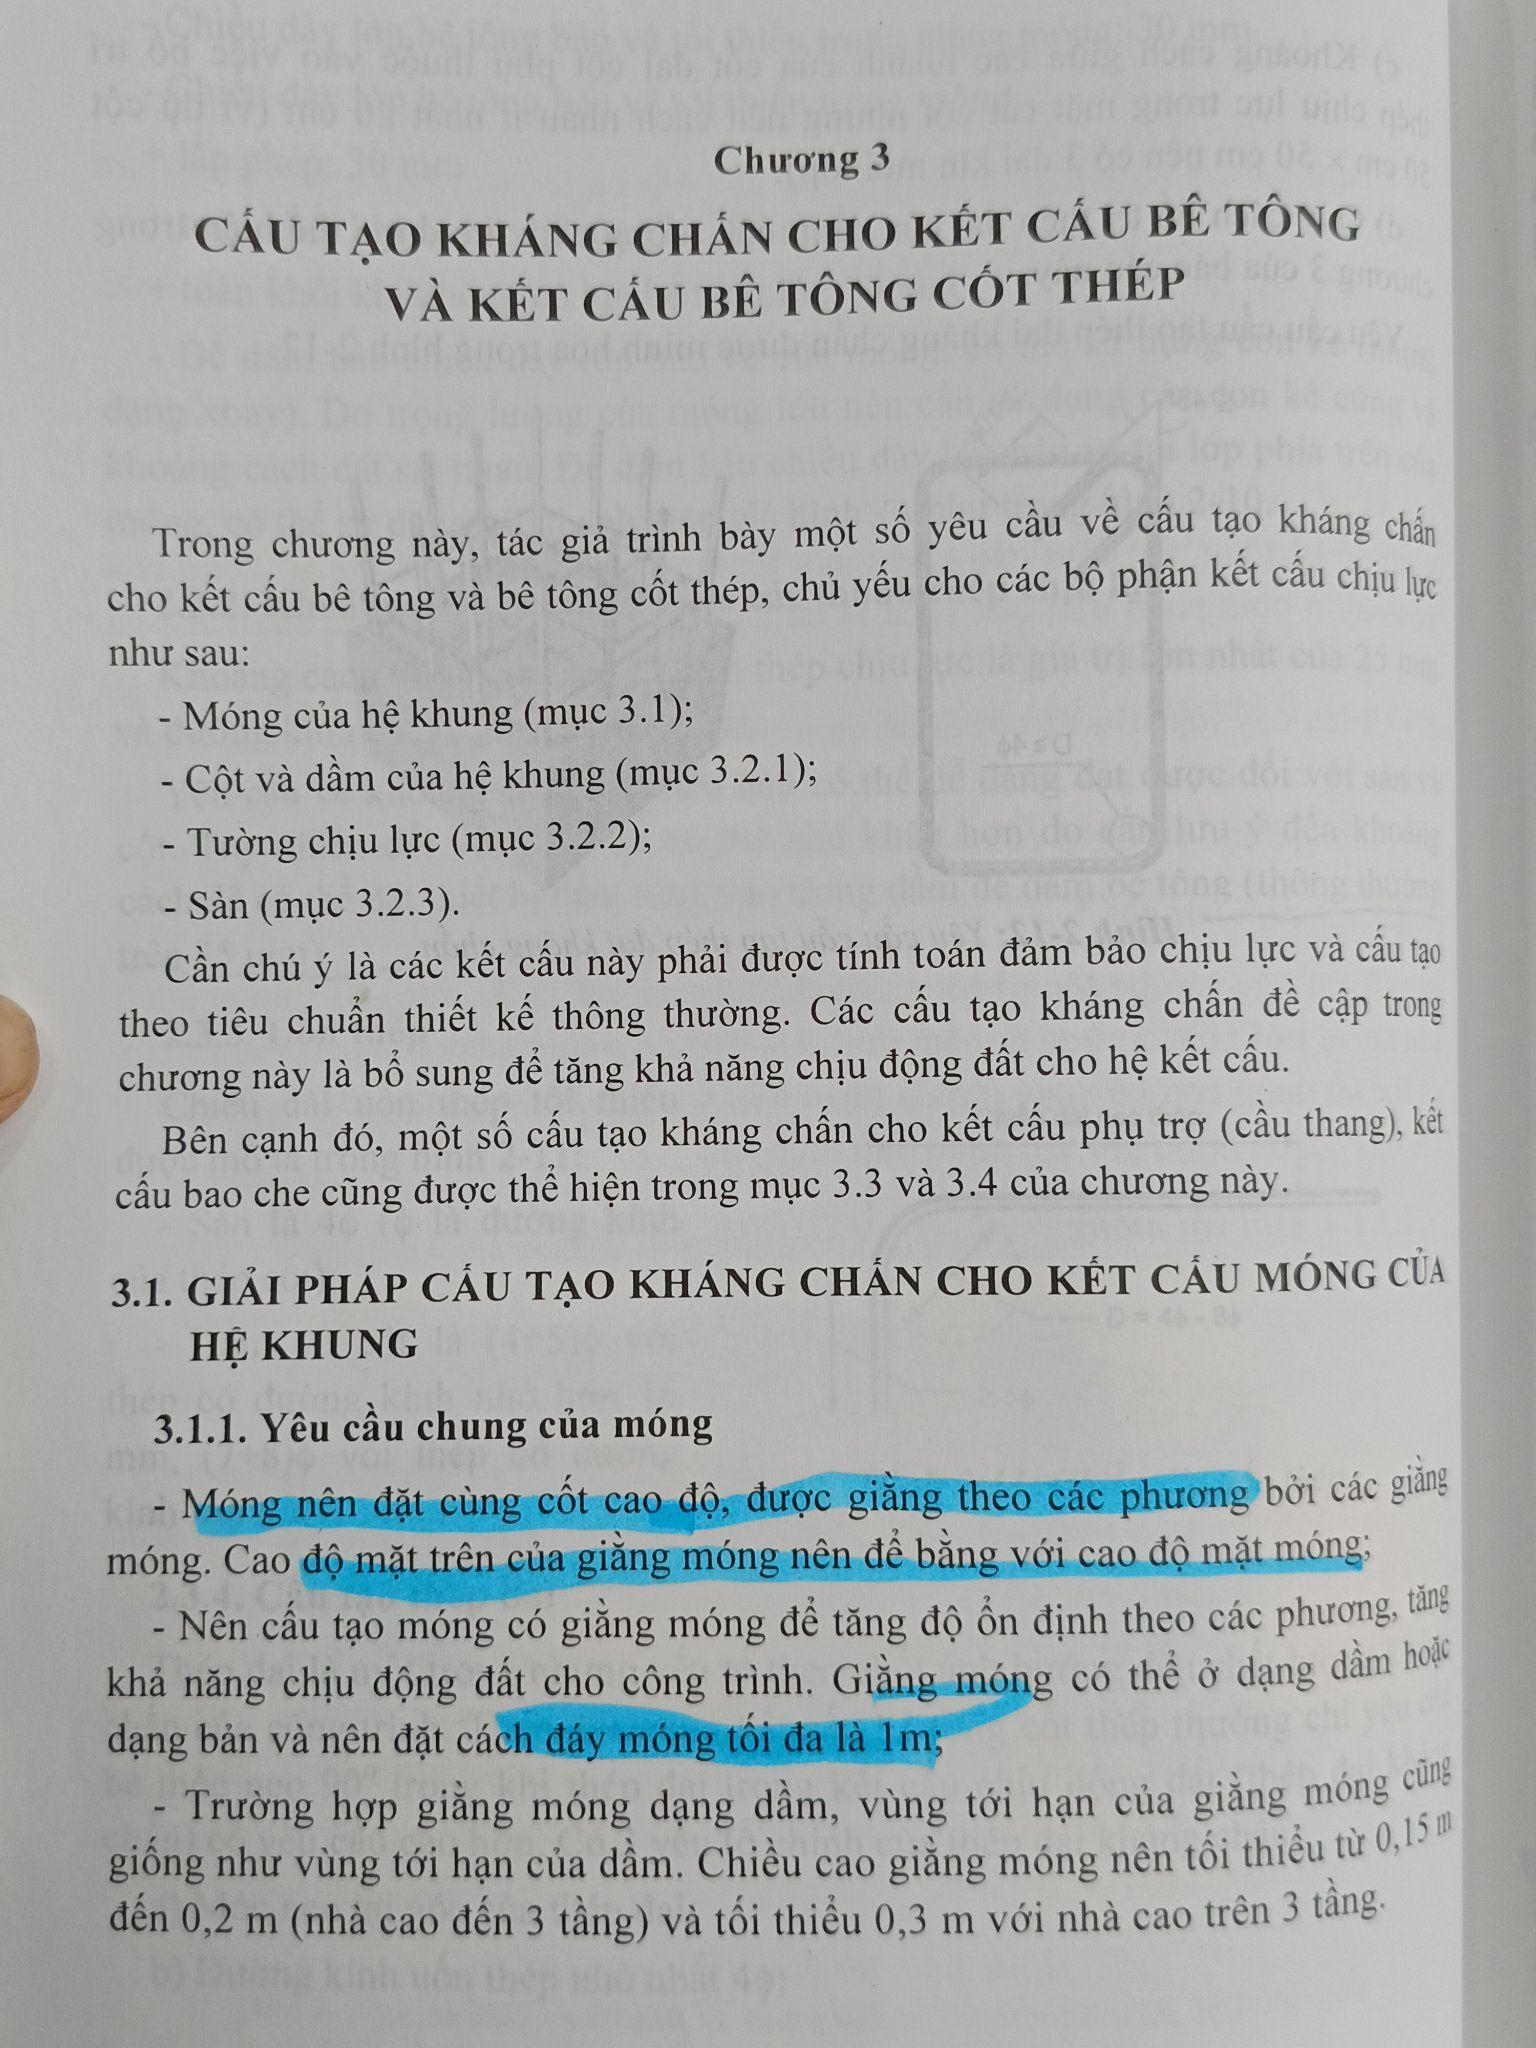 Chương 3
CẤU TẠO KHÁNG CHẤN CHO KẾT CẤU BÊ TÔNG
VÀ KẾT CẤU BÊ TÔNG CỐT THÉP
Trong chương này, tác giả trình bày một số yêu cầu về cấu tạo kháng chấn
cho kết cấu bê tông và bê tông cốt thép, chủ yếu cho các bộ phận kết cấu chịu lực
như sau:
- Móng của hệ khung (mục 3.1);
- Cột và dầm của hệ khung (mục 3.2.1);
- Tường chịu lực (mục 3.2.2);
- Sàn (mục 3.2.3).
Cần chú ý là các kết cấu này phải được tính toán đảm bảo chịu lực và cấu tạo
theo tiêu chuẩn thiết kế thông thường. Các cấu tạo kháng chấn đề cập trong
chương này là bổ sung để tăng khả năng chịu động đất cho hệ kết cấu.
Bên cạnh đó, một số cấu tạo kháng chấn cho kết cấu phụ trợ (cầu thang), kết
cấu bao che cũng được thể hiện trong mục 3.3 và 3.4 của chương này.
3.1. GIẢI PHÁP CẤU TẠO KHÁNG CHẤN CHO KẾT CẤU MÓNG CỦA
HỆ KHUNG
3.1.1. Yêu cầu chung của móng
- Móng nên đặt cùng cốt cao độ, được giằng theo các phương bởi các giằng
móng. Cao độ mặt trên của giằng móng nên để bằng với cao độ mặt móng;
- Nên cấu tạo móng có giằng móng để tăng độ ổn định theo các phương, tăng
khả năng chịu động đất cho công trình. Giằng móng có thể ở dạng dầm hoặc
dạng bản và nên đặt cách đáy móng tối đa là 1m;
- Trường hợp giằng móng dạng dầm, vùng tới hạn của giằng móng cũng
giống như vùng tới hạn của dầm. Chiều cao giằng móng nên tối thiểu từ 0,15 m
đến 0,2 m (nhà cao đến 3 tầng) và tối thiểu 0,3 m với nhà cao trên 3 tầng.